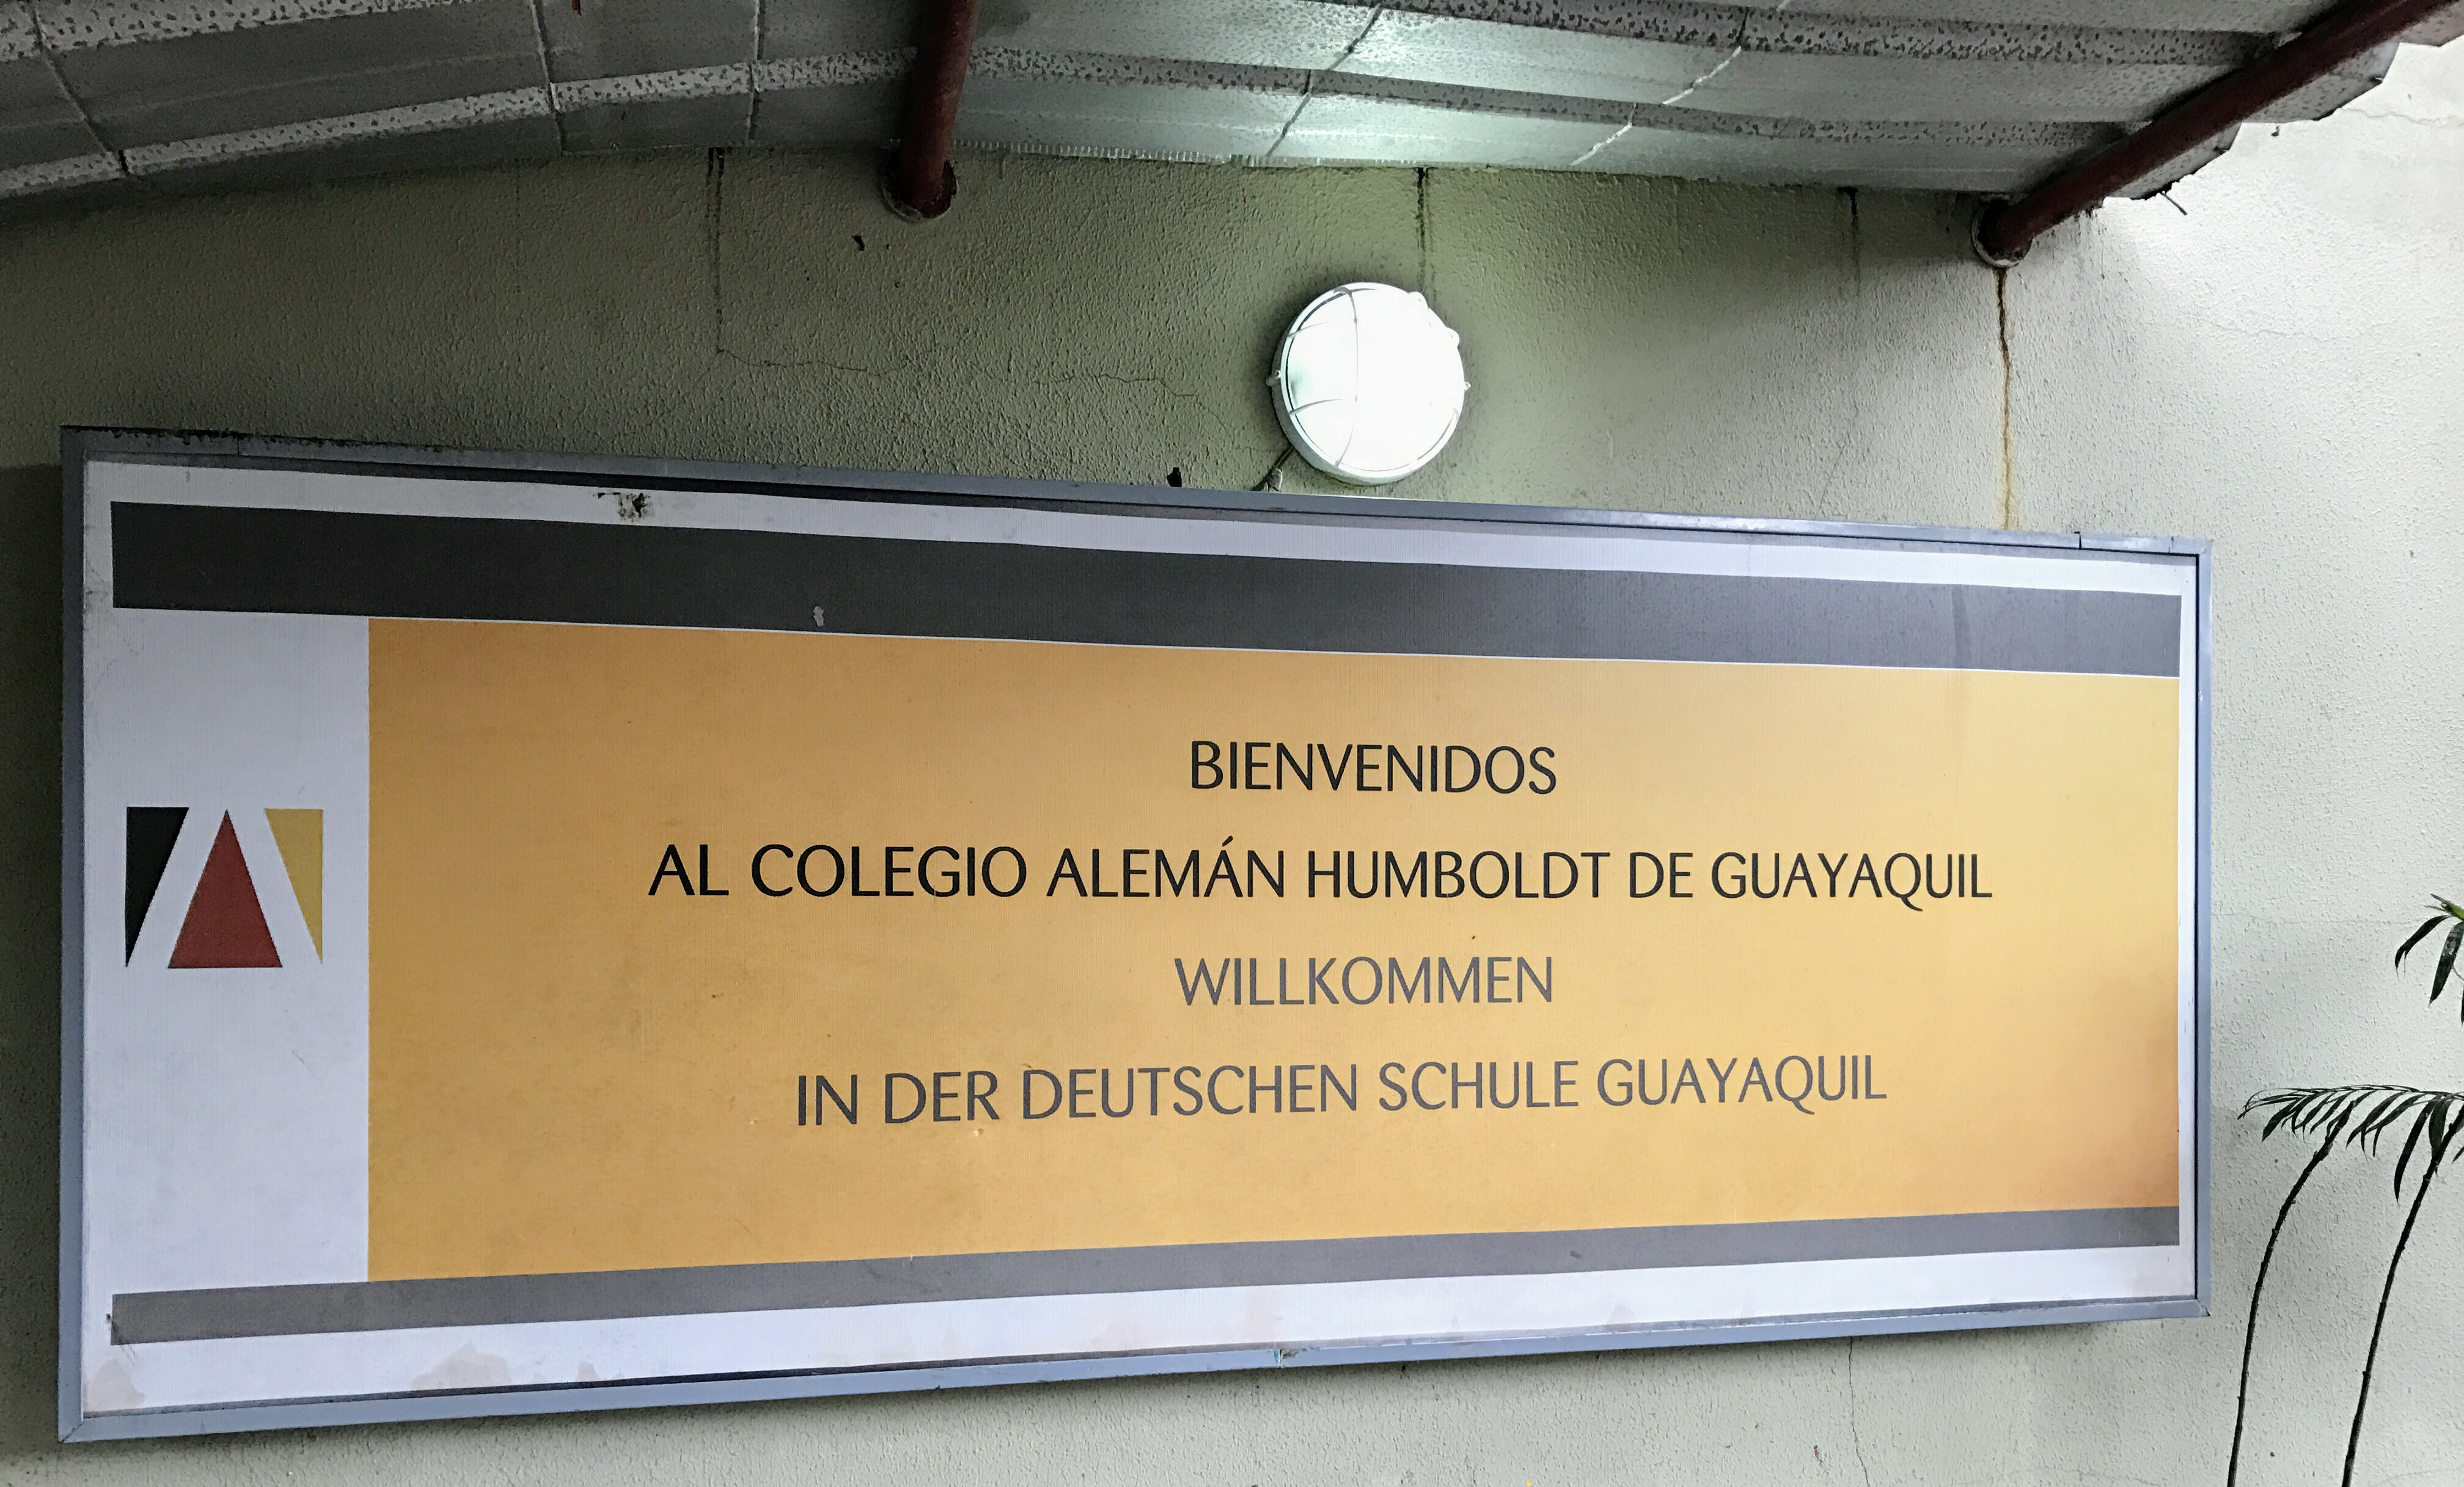 BIENVENIDOS
AL COLEGIO ALEMÁN HUMBOLDT DE GUAYAQUIL
WILLKOMMEN
IN DER DEUTSCHEN SCHULE GUAYAQUIL